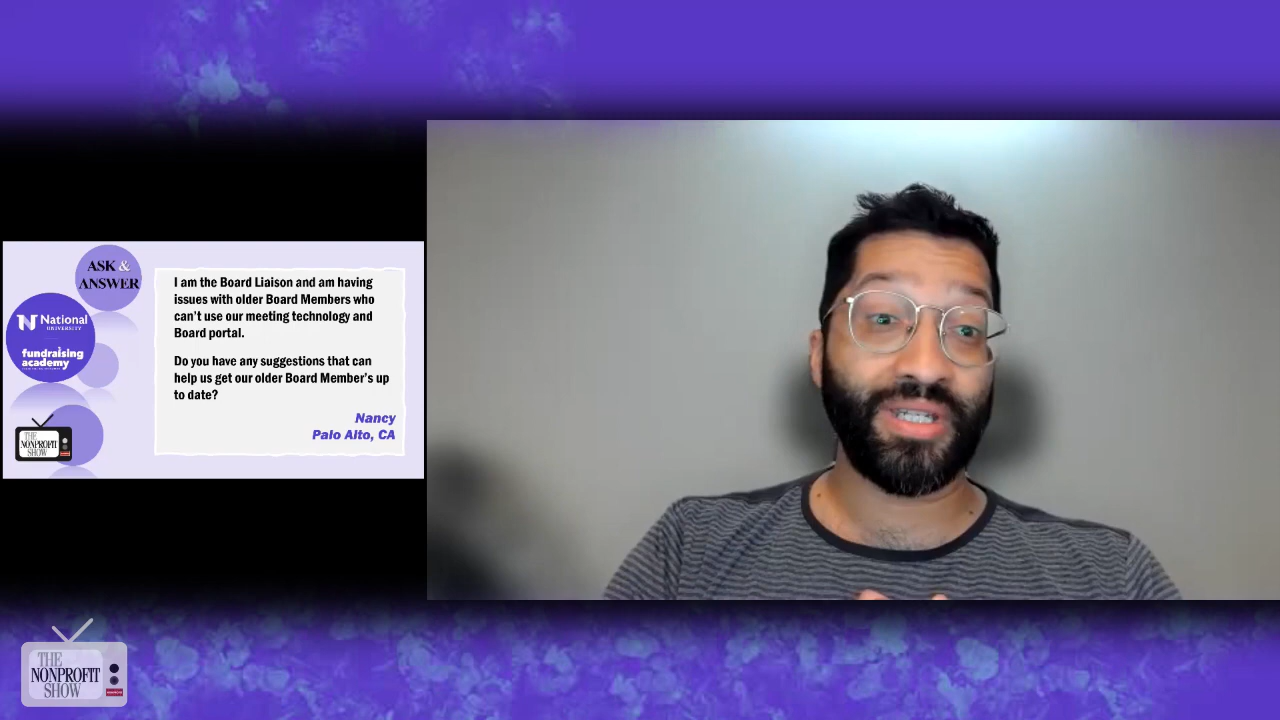 ASK &
ANSWER
National
UNIVERSITY
fundraising
academy
THE
NONPROFIT
SHOW
I am the Board Liaison and am having
issues with older Board Members who
can't use our meeting technology and
Board portal.
Do you have any suggestions that can
help us get our older Board Member's up
to date?
Nancy
Palo Alto, CA
THE
NONPROFIT
SHOW